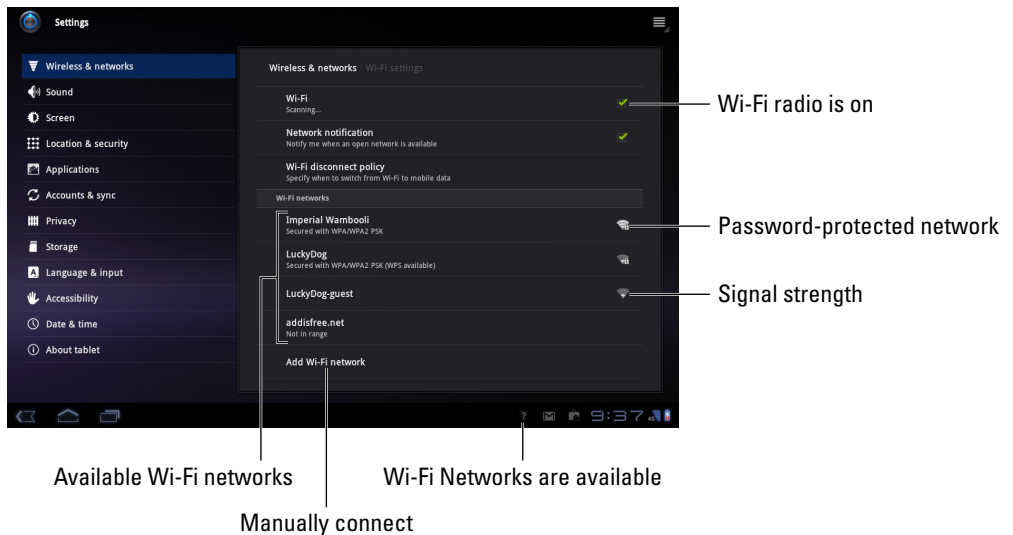 Settings
Wireless & networks
Sound
Screen
Location & security
Applications
Accounts & sync
Privacy
Storage
Language & input
Accessibility
Date & time
About tablet
Wireless & networks Wi-Fi settings
Wi-Fi
Scanning...
Network notification
Notify me when an open network is available
Wi-Fi disconnect policy
Specify when to switch from Wi-Fi to mobile data
Wi-Fi networks
Imperial Wambooli
Secured with WPA/WPA2 PSK
LuckyDog
Secured with WPA/WPA2 PSK (WPS available)
LuckyDog-guest
addisfree.net
Not in range
Add Wi-Fi network
? 9:37 4G
Wi-Fi radio is on
Password-protected network
Signal strength
Available Wi-Fi networks
Wi-Fi Networks are available
Manually connect